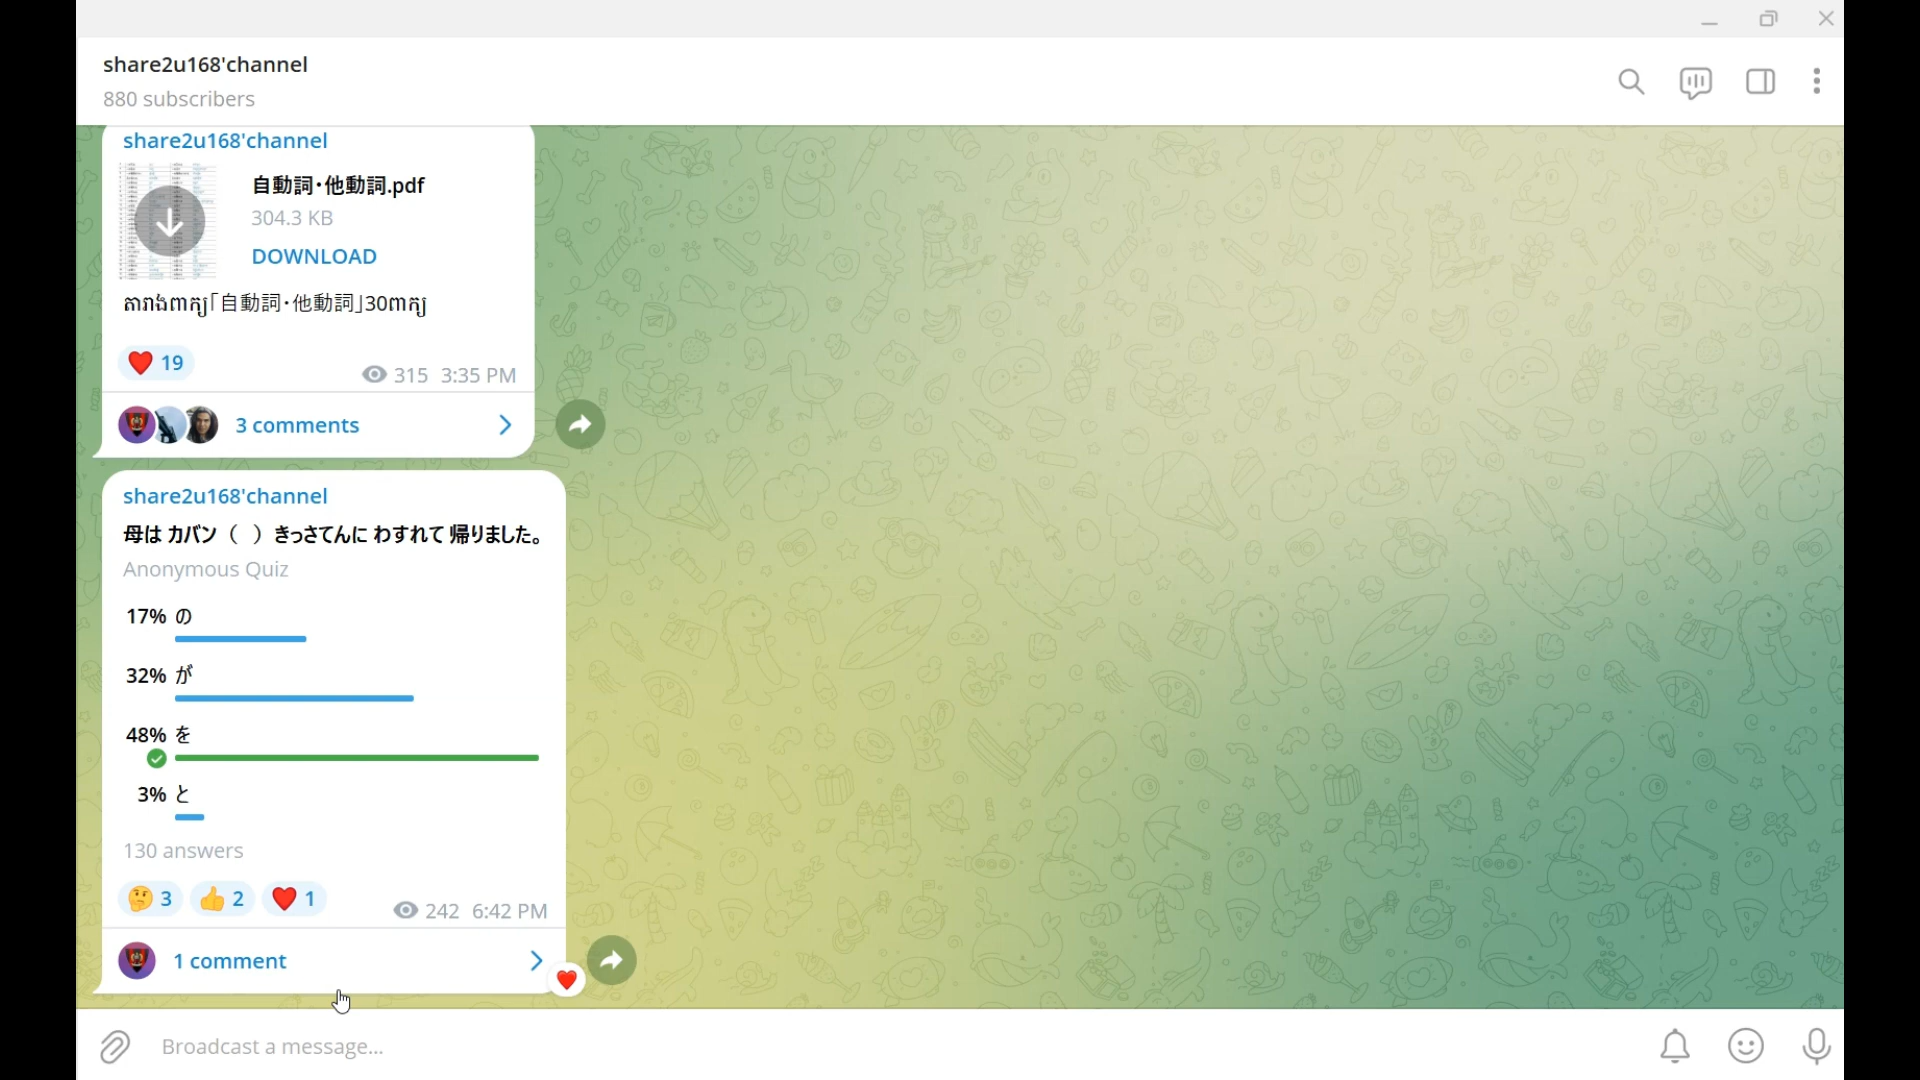 share2u168'channel
880 subscribers
share2u168'channel
自動詞･他動詞.pdf
304.3 KB
DOWNLOAD
តារាងពាក្យ「自動詞･他動詞」30ពាក្យ
19
315 3:35 PM
3 comments
share2u168'channel
母は カバン（ ）きっさてんに わすれて 帰りました。
Anonymous Quiz
17% の
32% が
48% を
3% と
130 answers
3 2 1
242 6:42 PM
1 comment
Broadcast a message...